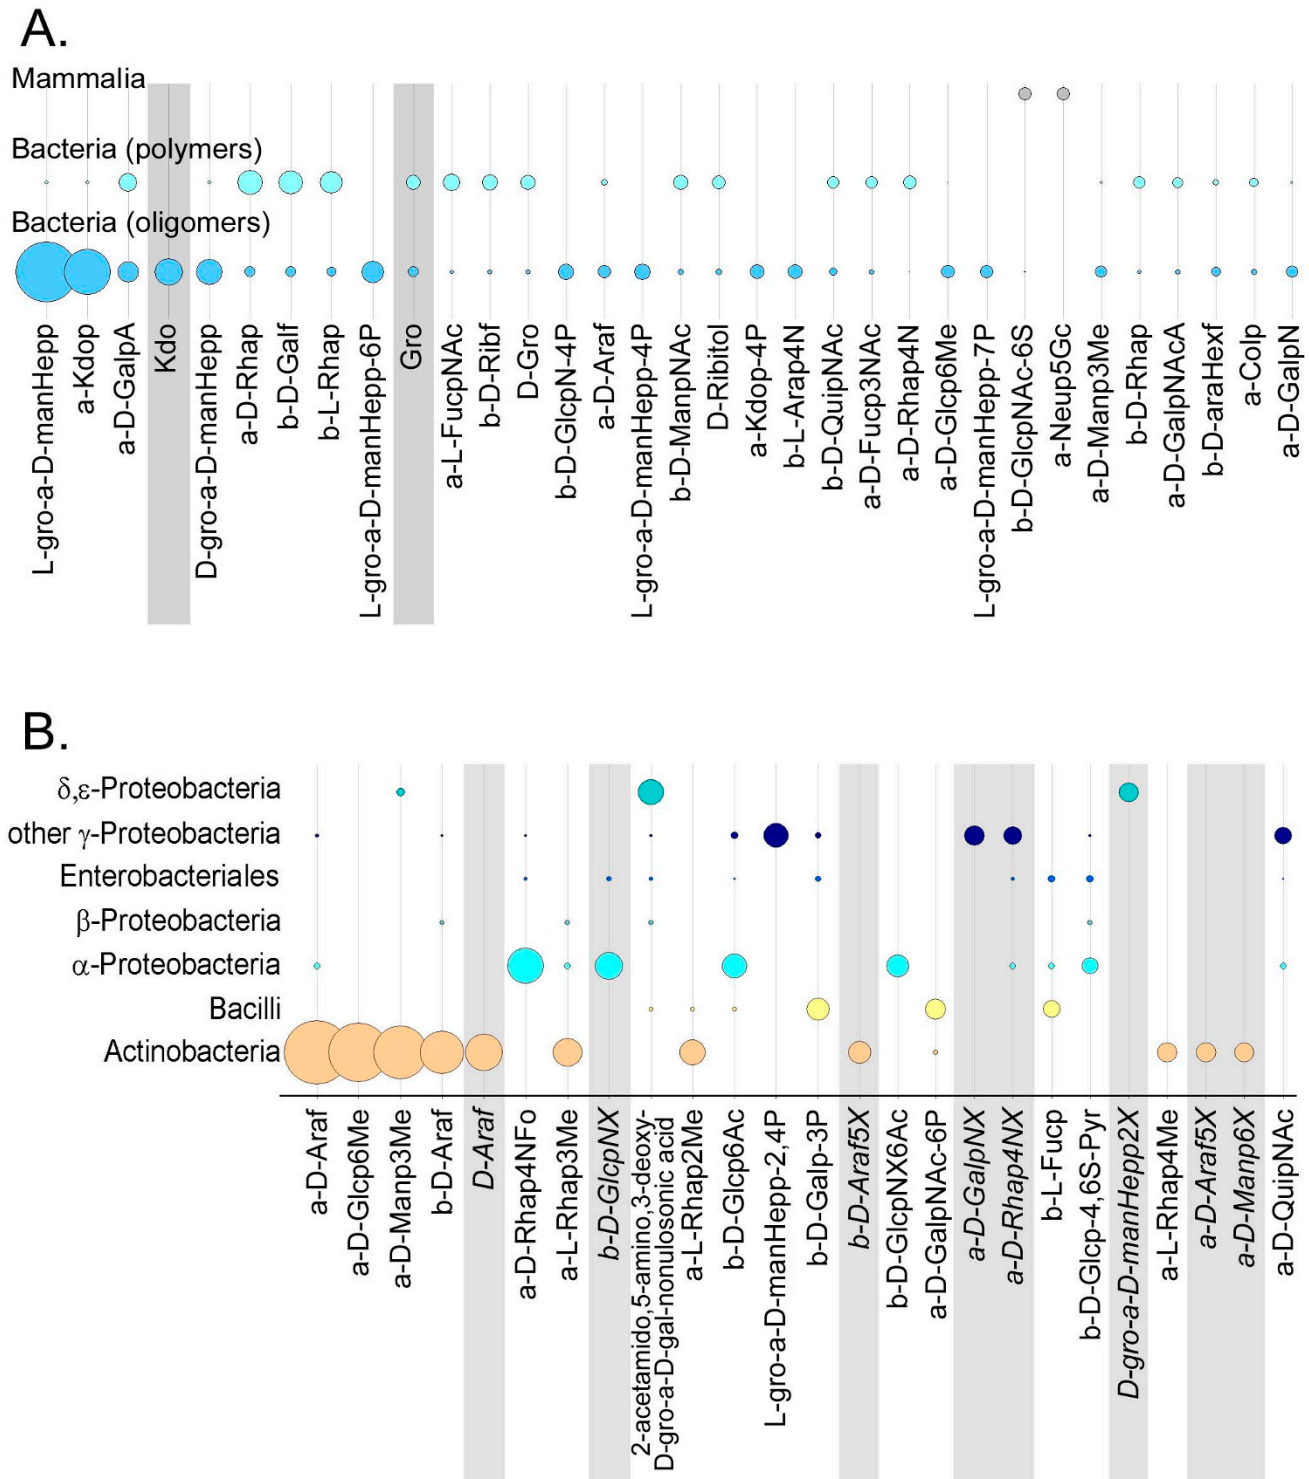 A.
Mammalia
Bacteria (polymers)
Bacteria (oligomers)
L-gro-a-D-manHepp
a-Kdop
a-D-GalpA
Kdo
D-gro-a-D-manHepp
a-D-Rhap
b-D-Galf
b-L-Rhap
L-gro-a-D-manHepp-6P
Gro
a-L-FucpNAc
b-D-Ribf
D-Gro
b-D-GlcpN-4P
a-D-Araf
L-gro-a-D-manHepp-4P
b-D-ManpNAc
D-Ribitol
a-Kdop-4P
b-L-Arap4N
b-D-QuipNAc
a-D-Fucp3NAc
a-D-Rhap4N
a-D-Glcp6Me
L-gro-a-D-manHepp-7P
b-D-GlcpNAc-6S
a-Neup5Gc
a-D-Manp3Me
b-D-Rhap
a-D-GalpNAcA
b-D-araHexf
a-Colp
a-D-GalpN
B.
δ,ε-Proteobacteria
other γ-Proteobacteria
Enterobacteriales
β-Proteobacteria
α-Proteobacteria
Bacilli
Actinobacteria
a-D-Araf
a-D-Glcp6Me
a-D-Manp3Me
b-D-Araf
D-Araf
a-D-Rhap4NFo
a-L-Rhap3Me
b-D-GlcpNX
2-acetamido,5-amino,3-deoxy-
D-gro-a-D-gal-nonulosonic acid
a-L-Rhap2Me
b-D-Glcp6Ac
L-gro-a-D-manHepp-2,4P
b-D-Galp-3P
b-D-Araf5X
b-D-GlcpNX6Ac
a-D-GalpNAc-6P
a-D-GalpNX
a-D-Rhap4NX
b-L-Fucp
b-D-Glcp-4,6S-Pyr
D-gro-a-D-manHepp2X
a-L-Rhap4Me
a-D-Araf5X
a-D-Manp6X
a-D-QuipNAc